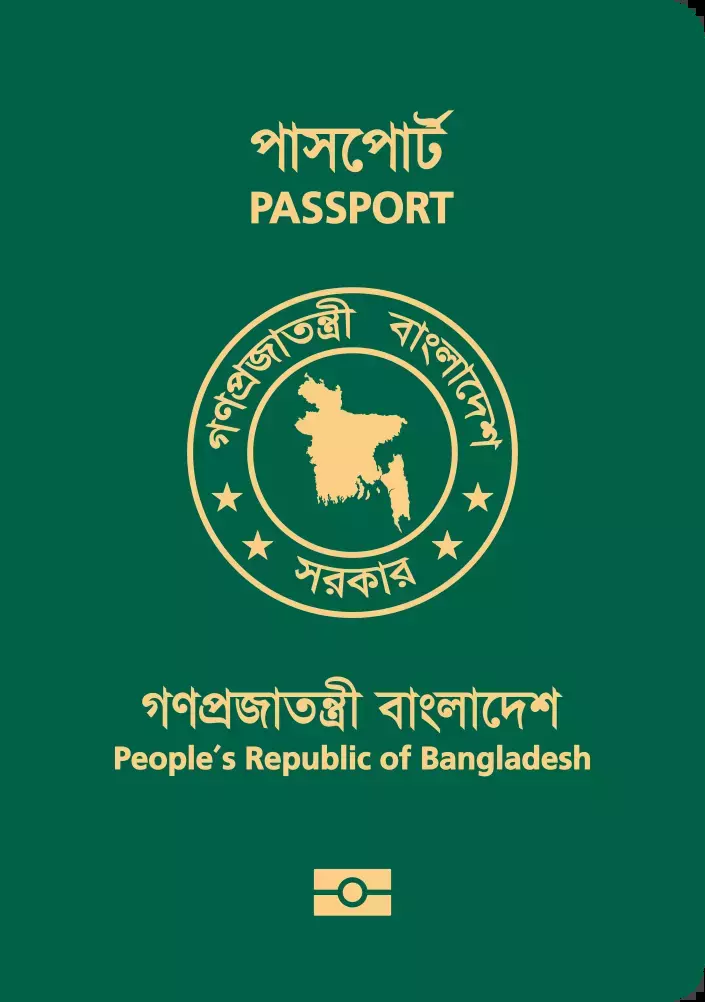 পাসপোর্ট
PASSPORT
গণপ্রজাতন্ত্রী বাংলাদেশ
সরকার
গণপ্রজাতন্ত্রী বাংলাদেশ
People's Republic of Bangladesh